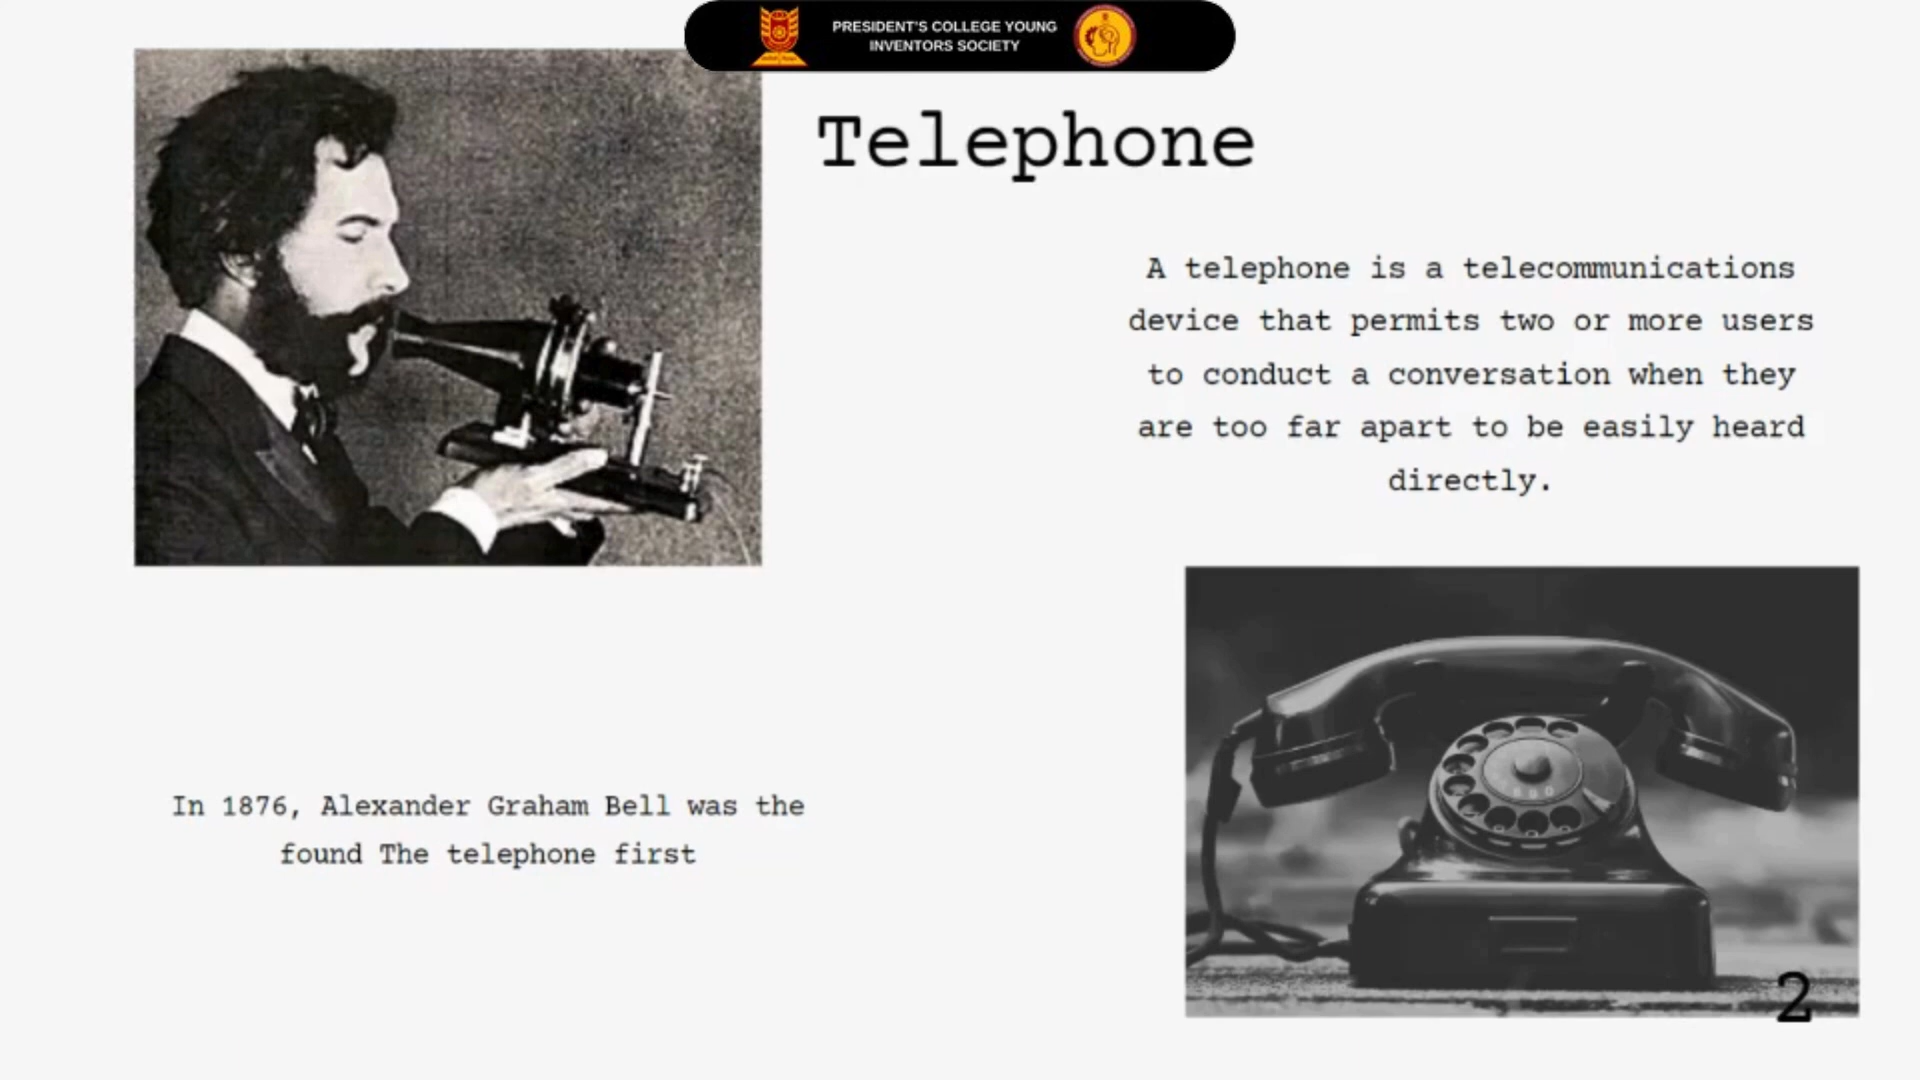 PRESIDENT'S COLLEGE YOUNG
INVENTORS SOCIETY
Telephone
A telephone is a telecommunications
device that permits two or more users
to conduct a conversation when they
are too far apart to be easily heard
directly.
In 1876, Alexander Graham Bell was the
found The telephone first
2